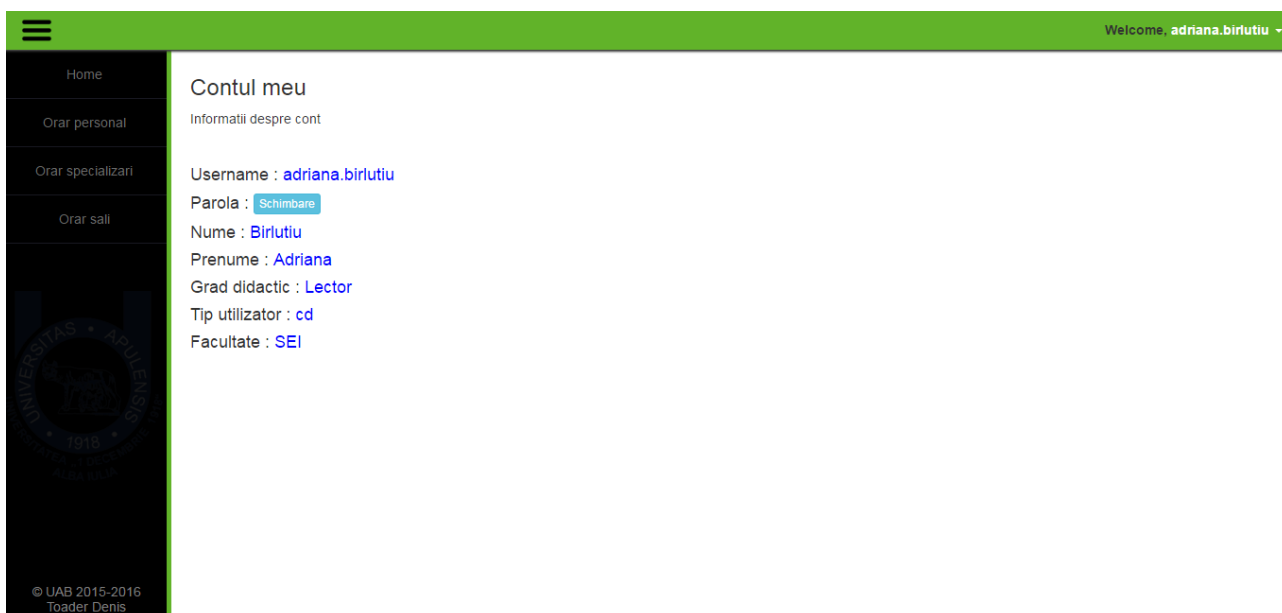 Welcome, adriana.birlutiu
Home
Orar personal
Orar specializari
Orar sali
UNIVERSITAS • APULENSIS
• 1918 •
ALBA IULIA
© UAB 2015-2016
Toader Denis
Contul meu
Informatii despre cont
Username : adriana.birlutiu
Parola : Schimbare
Nume : Birlutiu
Prenume : Adriana
Grad didactic : Lector
Tip utilizator : cd
Facultate : SEI